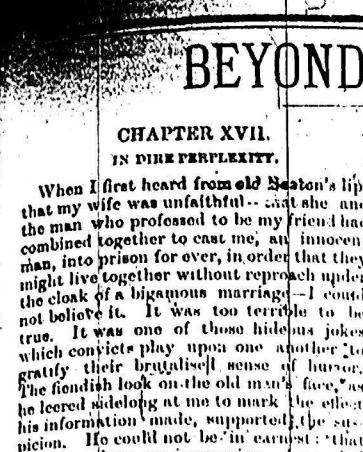 BEYOND
CHAPTER XVII.
IN DIRE PERPLEXITY.
When I first heard from old Seaton's lip
that my wife was unfaithful--that she and
the man who professed to be my friend had
combined together to cast me, an innocen
man, into prison for ever, in order that they
might live together without reproach under
the cloak of a bigamous marriage—I could
not believe it. It was too terrible to be
true. It was one of those hideous jokes
which convicts play upon one another to
gratify their brutalised sense of humor.
The fiendish look on the old man's face, as
he leered sidelong at me to mark the effect
his information made, supported the sus-
picion. He could not be in earnest: that